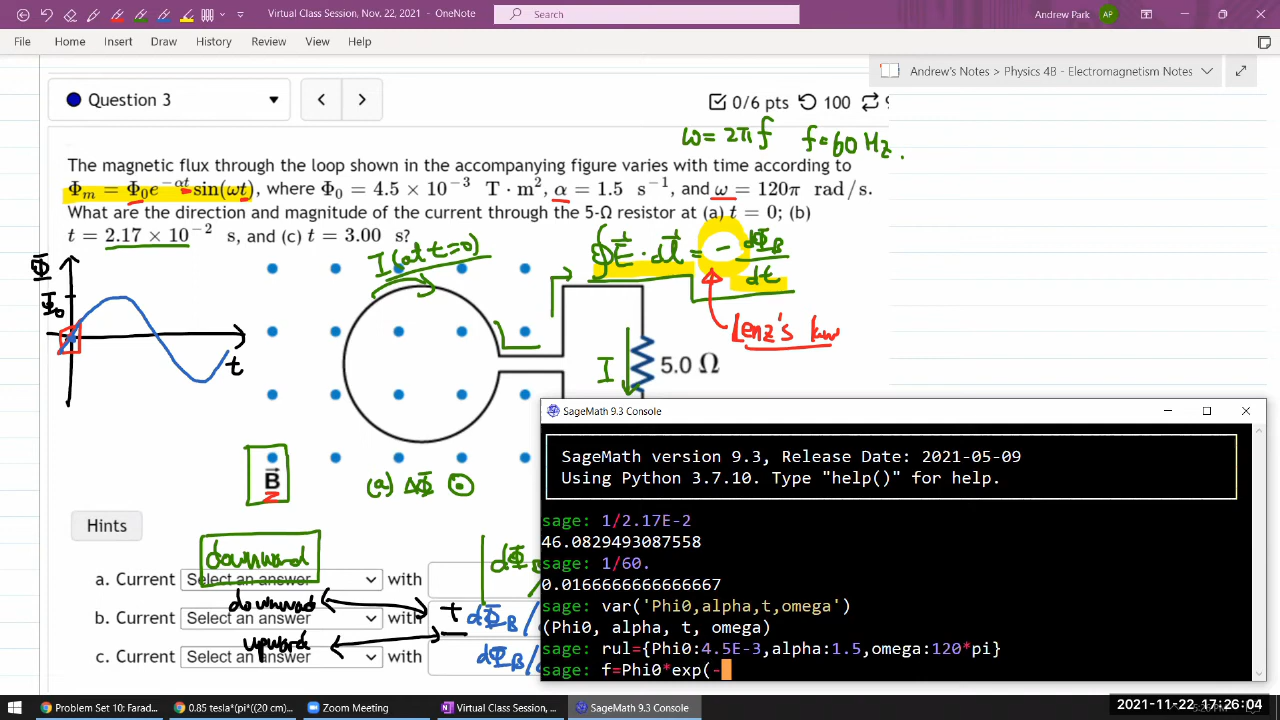 Virtual Class Session, Nov. 22, 2021 - OneNote
Search
Andrew Park
AP
File Home Insert Draw History Review View Help
Question 3
0/6 pts 100
Andrew's Notes > Physics 4B - Electromagnetism Notes
ω = 2π f f = 60 Hz.
The magnetic flux through the loop shown in the accompanying figure varies with time according to
Φm = Φ0e^−αt sin(ωt), where Φ0 = 4.5 × 10^−3 T · m^2, α = 1.5 s^−1, and ω = 120π rad/s.
What are the direction and magnitude of the current through the 5-Ω resistor at (a) t = 0; (b)
t = 2.17 × 10^−2 s, and (c) t = 3.00 s?
I (at t=0)
∮E · dl = − dΦB/dt
Φ
Φ0
t
Lenz's law
I
5.0 Ω
B
(a) ΔΦ ⊙
Hints
downward
a. Current Select an answer with
downward
+
b. Current Select an answer with
dΦB/
upward
−
c. Current Select an answer with
dΦB/
SageMath 9.3 Console
SageMath version 9.3, Release Date: 2021-05-09
Using Python 3.7.10. Type "help()" for help.
sage: 1/2.17E-2
46.0829493087558
sage: 1/60.
0.0166666666666667
sage: var('Phi0,alpha,t,omega')
(Phi0, alpha, t, omega)
sage: rul={Phi0:4.5E-3,alpha:1.5,omega:120*pi}
sage: f=Phi0*exp(-
Problem Set 10: Farad...
0.85 tesla*(pi*((20 cm)...
Zoom Meeting
Virtual Class Session, ...
SageMath 9.3 Console
2021-11-22 17:26:04